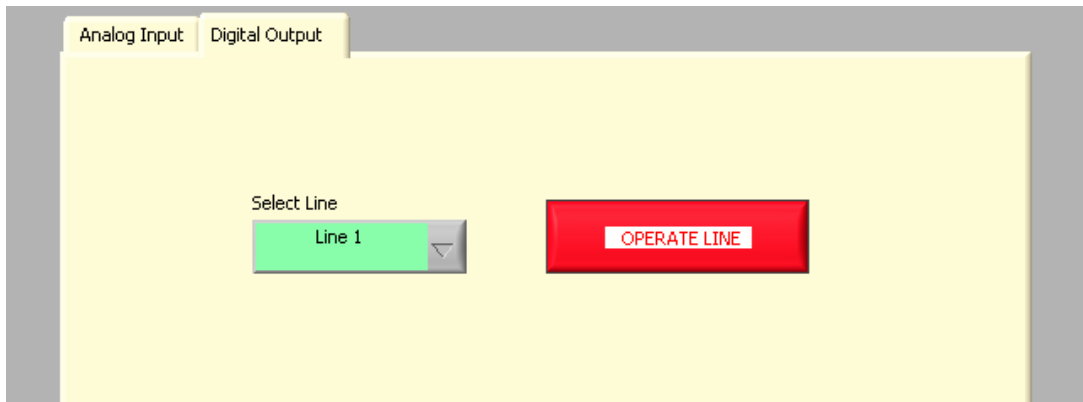 Analog Input Digital Output
Select Line
Line 1
OPERATE LINE